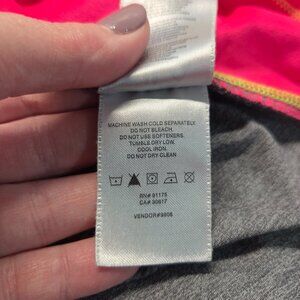 MACHINE WASH COLD SEPARATELY.
DO NOT BLEACH.
DO NOT USE SOFTENERS.
TUMBLE DRY LOW.
COOL IRON.
DO NOT DRY CLEAN
RN# 91175
CA# 30617
VENDOR#9808